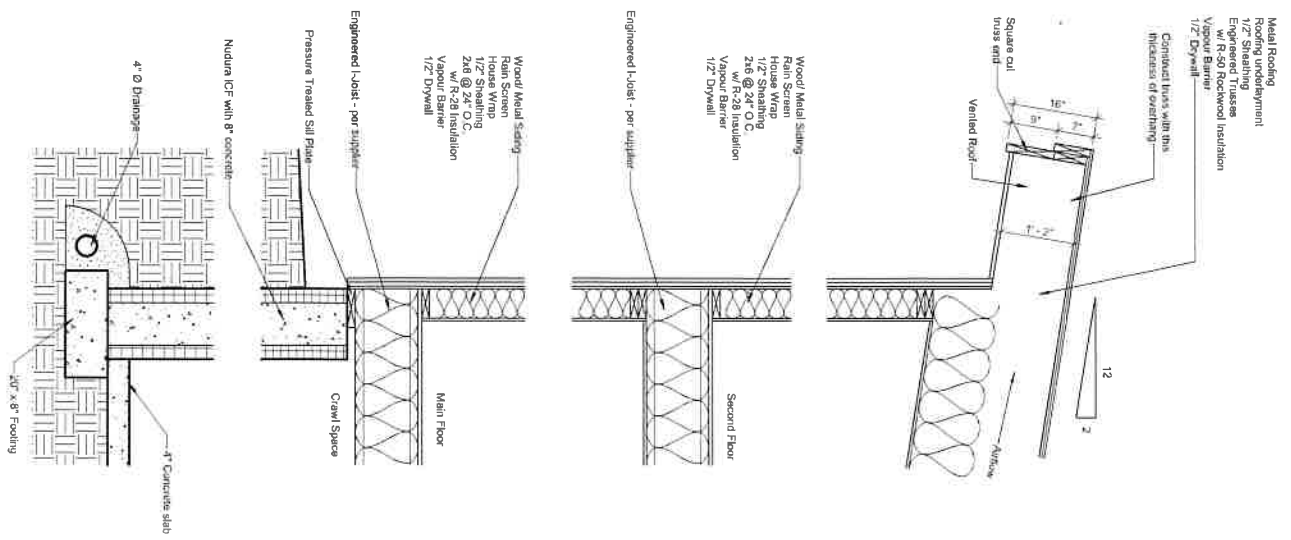 Metal Roofing
Roofing underlayment
1/2" Sheathing
Engineered Trusses
w/ R-50 Rockwool Insulation
Vapour Barrier
1/2" Drywall
Construct truss with this
thickness of overhang
Square cut
truss end
16"
9"
7"
Vented Roof
1'-2"
12
2
Airflow
Wood/ Metal Siding
Rain Screen
House Wrap
1/2" Sheathing
2x6 @ 24" O.C.
w/ R-28 Insulation
Vapour Barrier
1/2" Drywall
Second Floor
Engineered I-Joist - per supplier
Wood/ Metal Siding
Rain Screen
House Wrap
1/2" Sheathing
2x6 @ 24" O.C.
w/ R-28 Insulation
Vapour Barrier
1/2" Drywall
Main Floor
Engineered I-Joist - per supplier
Pressure Treated Sill Plate
Crawl Space
Nudura ICF with 8" concrete
4" Ø Drainage
4" Concrete slab
20" x 8" Footing